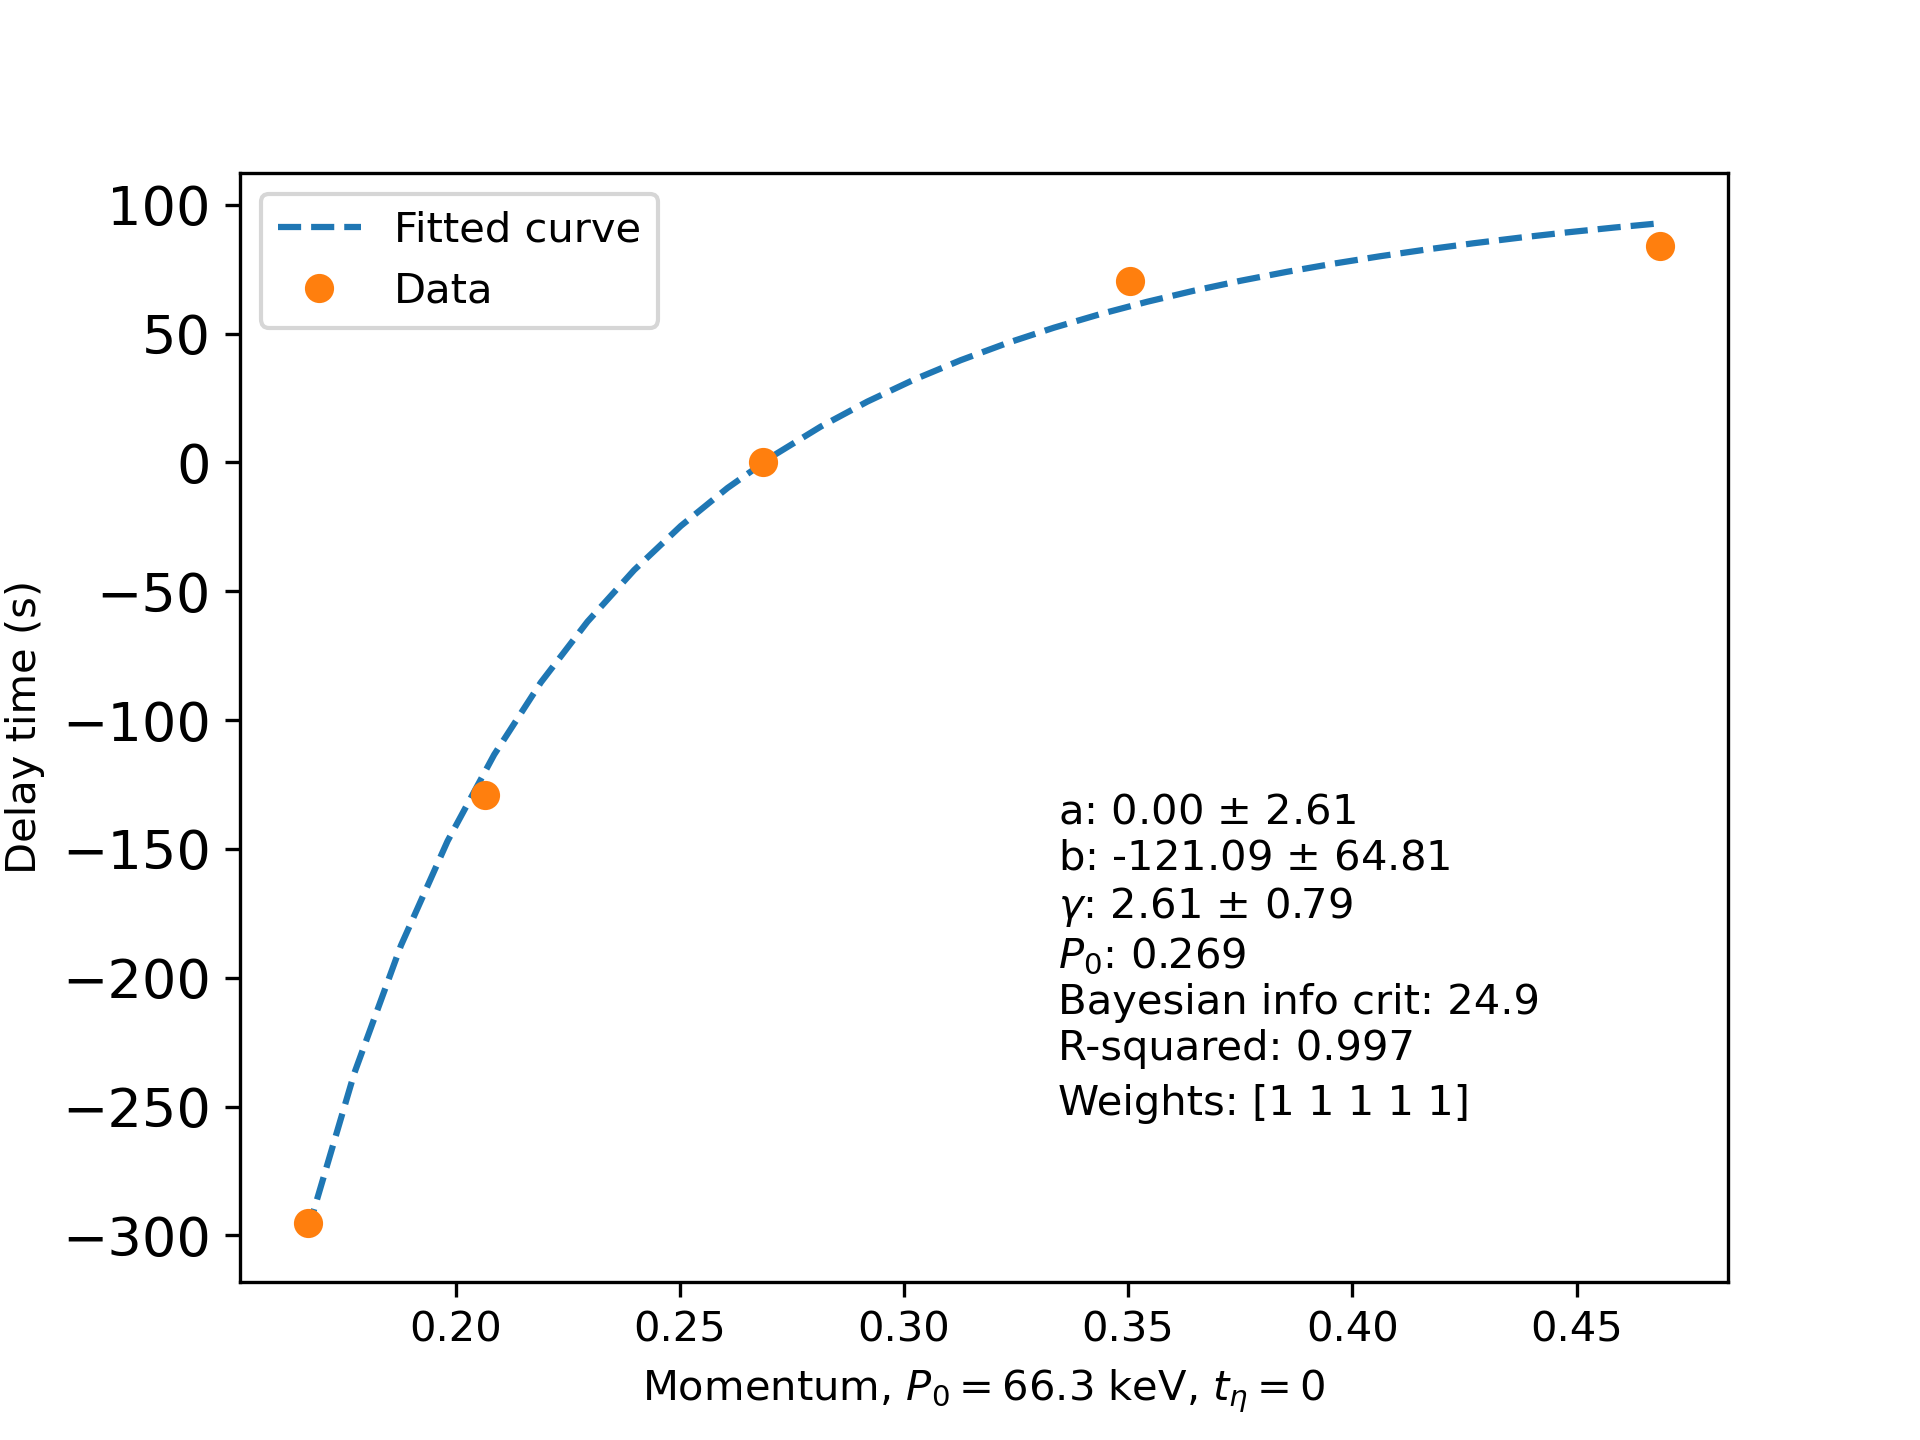 Fitted curve
Data
100
50
0
−50
−100
−150
−200
−250
−300
Delay time (s)
a: 0.00 ± 2.61
b: -121.09 ± 64.81
γ: 2.61 ± 0.79
P₀: 0.269
Bayesian info crit: 24.9
R-squared: 0.997
Weights: [1 1 1 1 1]
0.20 0.25 0.30 0.35 0.40 0.45
Momentum, P₀ = 66.3 keV, tη = 0